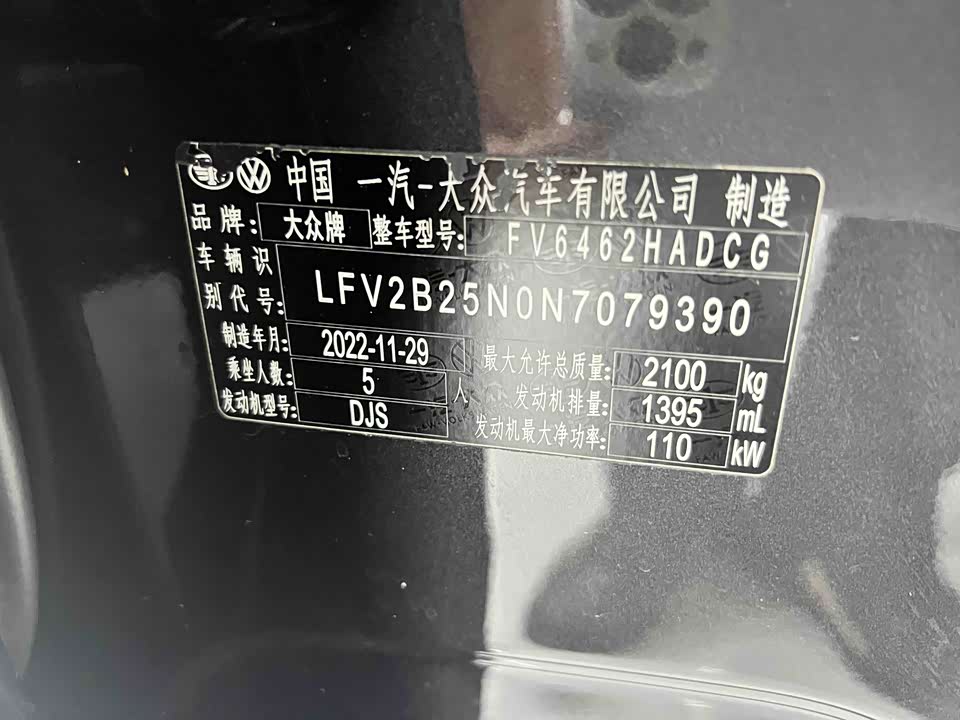 中国 一汽-大众汽车有限公司 制造
品牌: 大众牌 整车型号: FV6462HADCG
车辆识别代号: LFV2B25N0N7079390
制造年月: 2022-11-29 最大允许总质量: 2100 kg
乘坐人数: 5 人 发动机排量: 1395 mL
发动机型号: DJS 发动机最大净功率: 110 kW